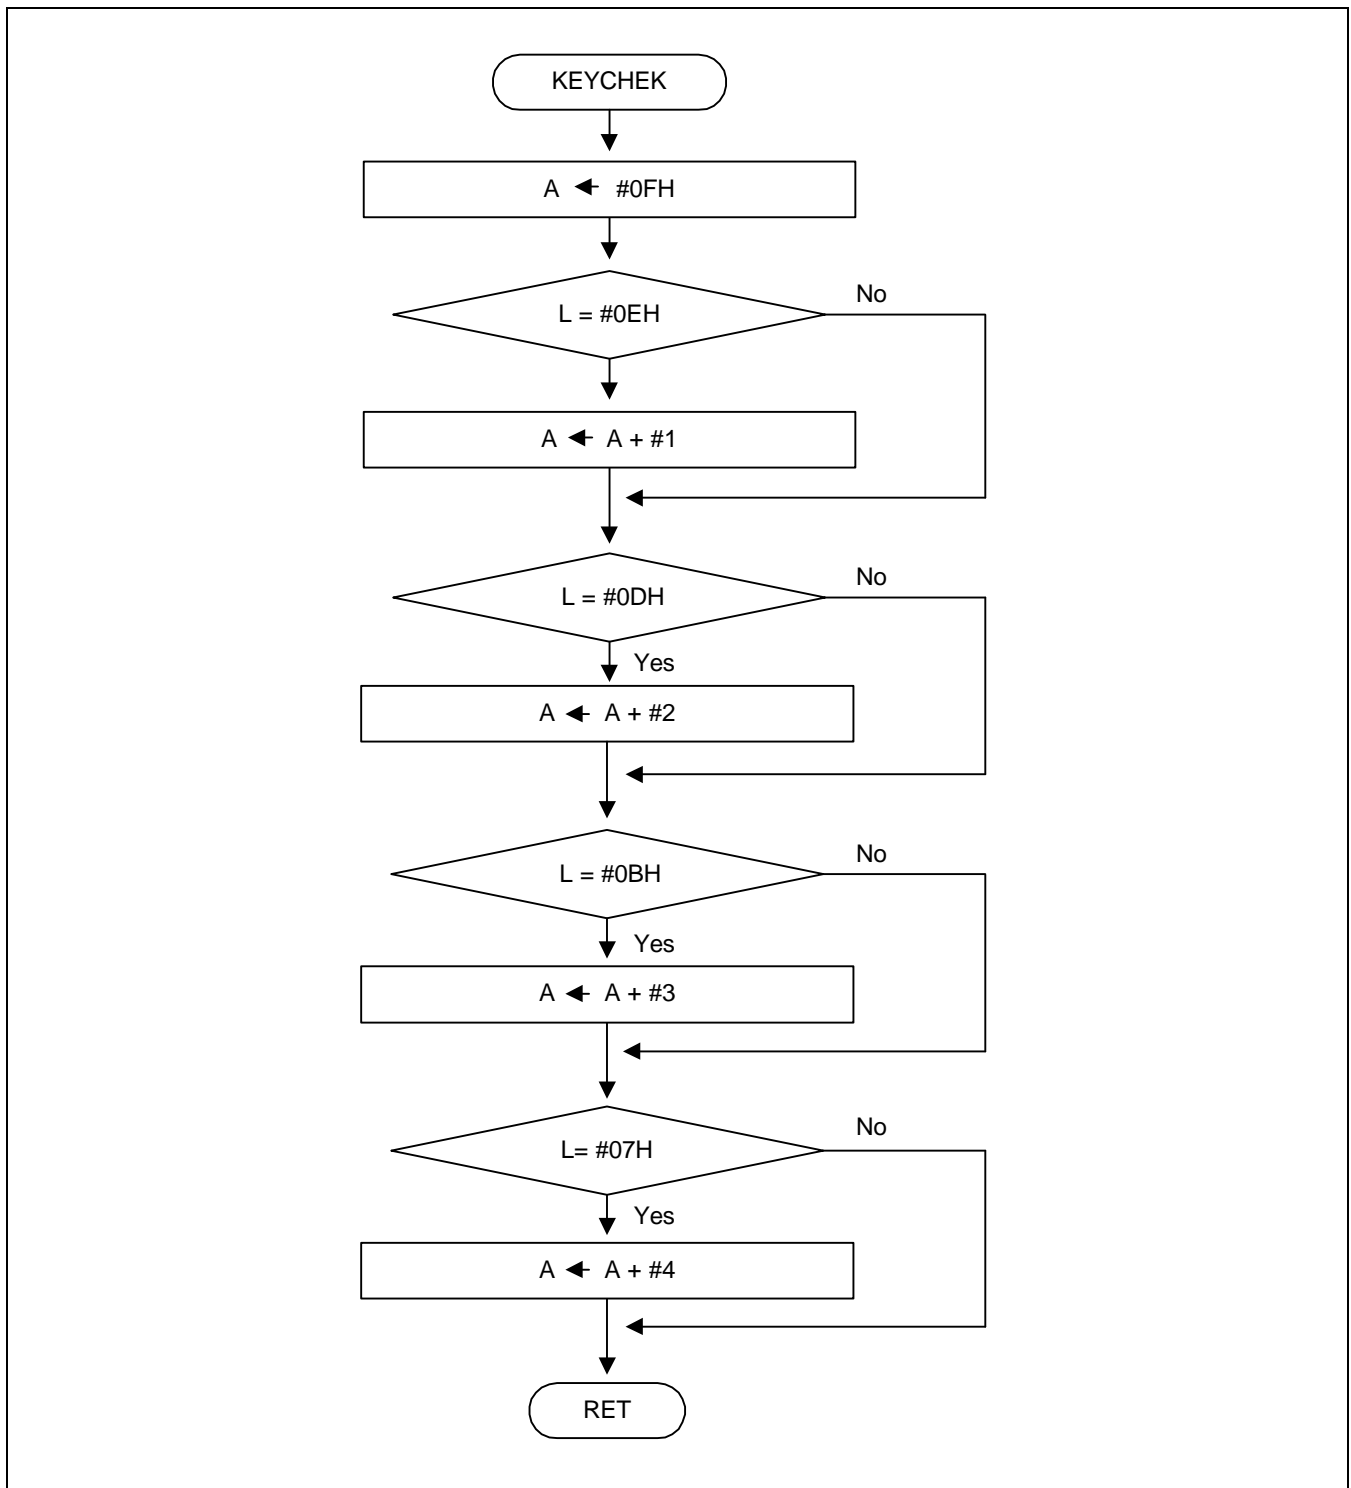 KEYCHEK
A ← #0FH
L = #0EH
No
A ← A + #1
L = #0DH
No
Yes
A ← A + #2
L = #0BH
No
Yes
A ← A + #3
L= #07H
No
Yes
A ← A + #4
RET